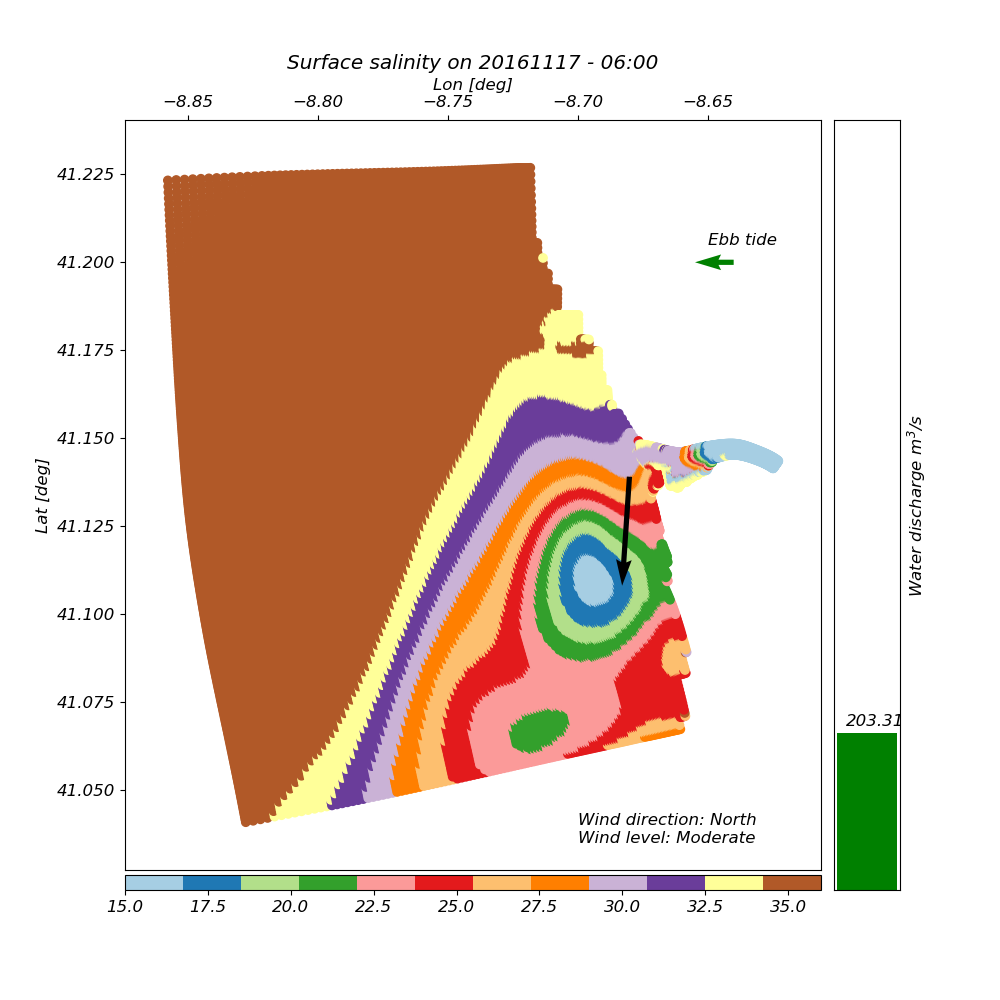 Surface salinity on 20161117 - 06:00
Lon [deg]
−8.85 −8.80 −8.75 −8.70 −8.65
41.225
41.200
41.175
41.150
41.125
41.100
41.075
41.050
Lat [deg]
Ebb tide
Wind direction: North
Wind level: Moderate
15.0 17.5 20.0 22.5 25.0 27.5 30.0 32.5 35.0
203.31
Water discharge m³/s